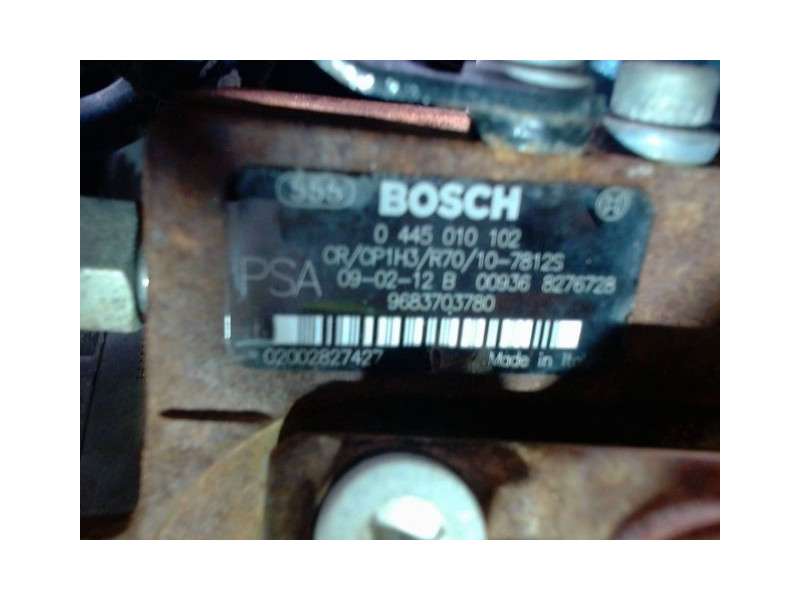 555 BOSCH
0 445 010 102
CR/CP1H3/R70/10-7812S
PSA 09-02-12 B 00936 8276728
9683703780
02002827427 Made in